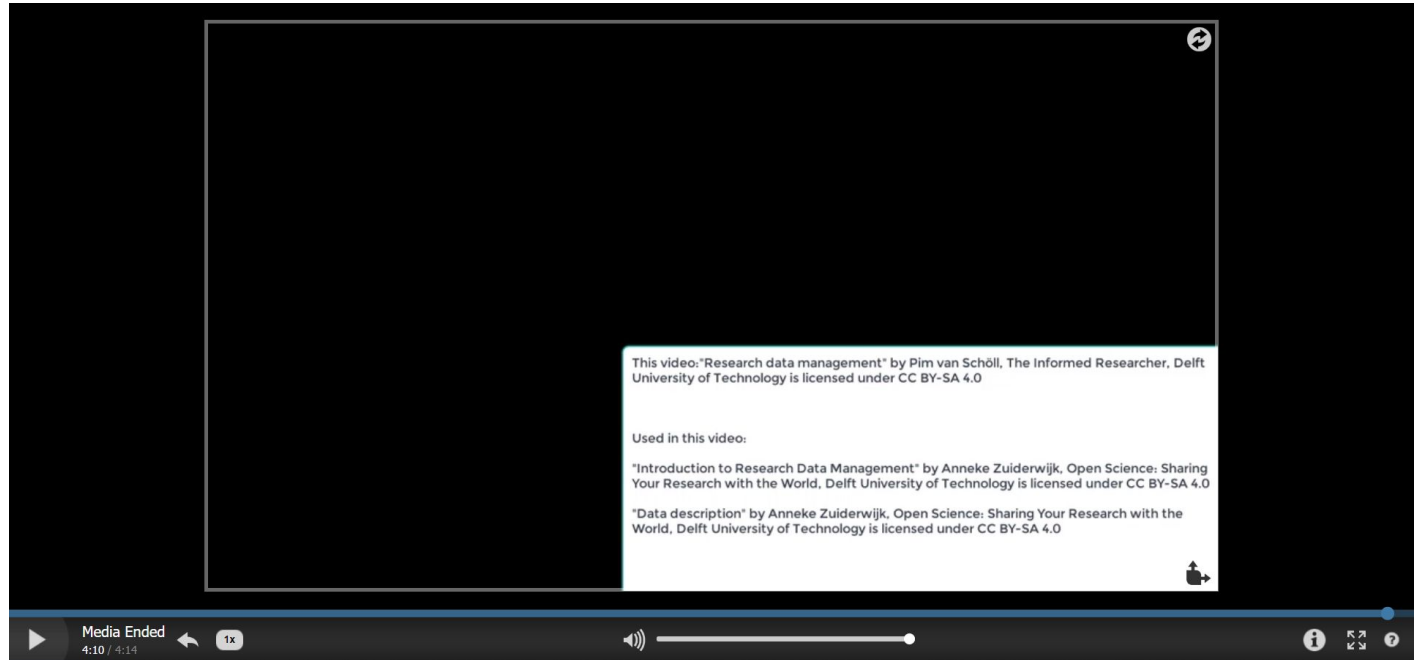 This video:"Research data management" by Pim van Schöll, The Informed Researcher, Delft
University of Technology is licensed under CC BY-SA 4.0
Used in this video:
"Introduction to Research Data Management" by Anneke Zuiderwijk, Open Science: Sharing
Your Research with the World, Delft University of Technology is licensed under CC BY-SA 4.0
"Data description" by Anneke Zuiderwijk, Open Science: Sharing Your Research with the
World, Delft University of Technology is licensed under CC BY-SA 4.0
Media Ended
4:10 / 4:14
1x